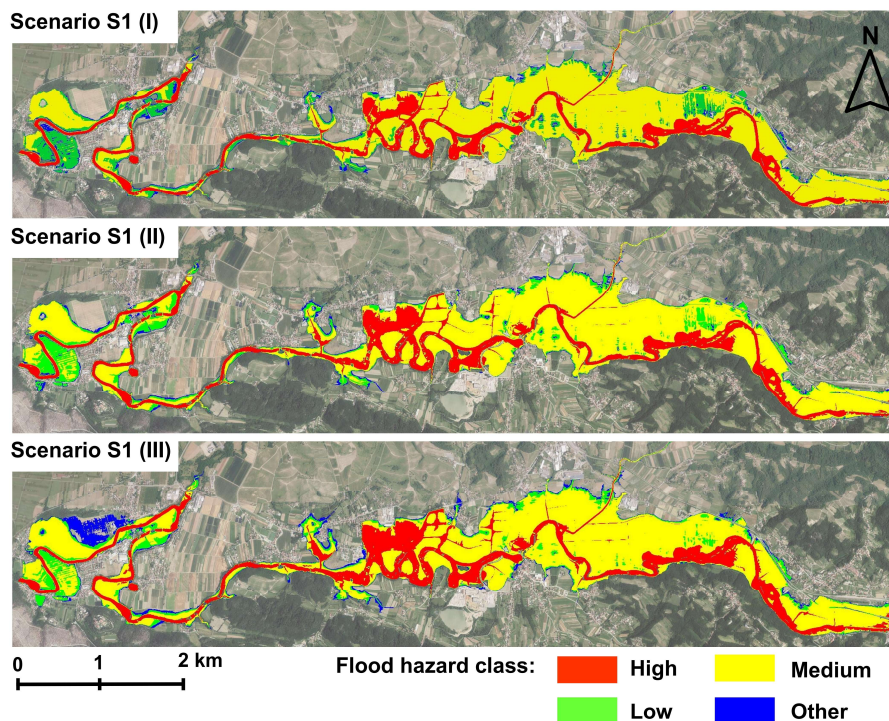 Scenario S1 (I)
N
Scenario S1 (II)
Scenario S1 (III)
0 1 2 km
Flood hazard class:
High
Medium
Low
Other